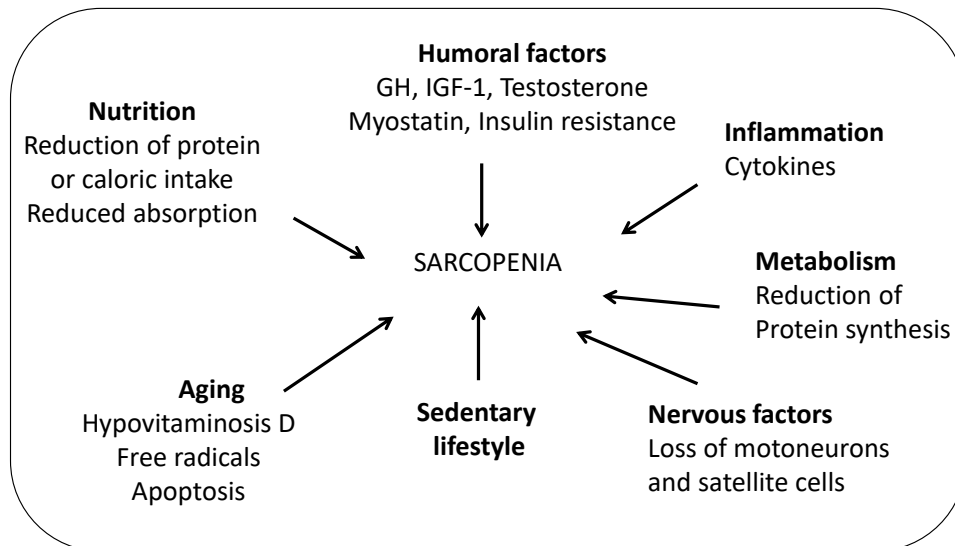 Humoral factors
GH, IGF-1, Testosterone
Myostatin, Insulin resistance
Nutrition
Reduction of protein
or caloric intake
Reduced absorption
Inflammation
Cytokines
SARCOPENIA
Metabolism
Reduction of
Protein synthesis
Aging
Hypovitaminosis D
Free radicals
Apoptosis
Sedentary
lifestyle
Nervous factors
Loss of motoneurons
and satellite cells